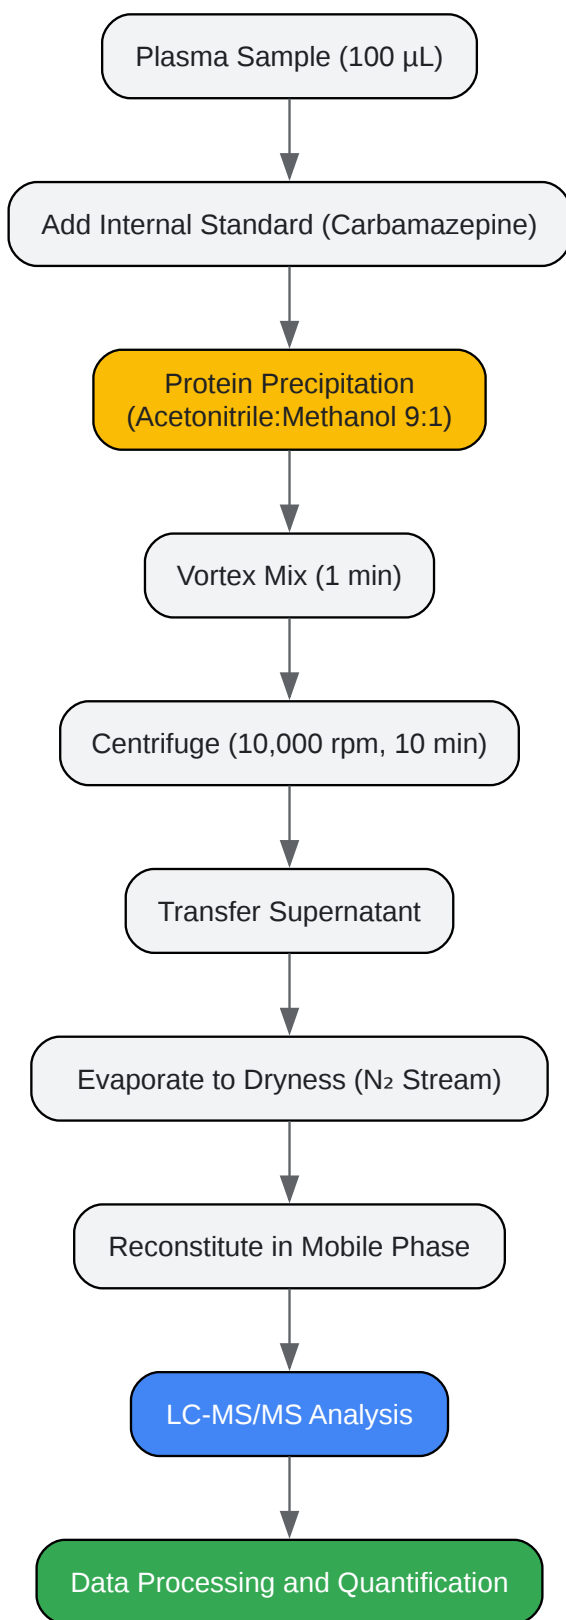 Plasma Sample (100 µL)
Add Internal Standard (Carbamazepine)
Protein Precipitation
(Acetonitrile:Methanol 9:1)
Vortex Mix (1 min)
Centrifuge (10,000 rpm, 10 min)
Transfer Supernatant
Evaporate to Dryness (N₂ Stream)
Reconstitute in Mobile Phase
LC-MS/MS Analysis
Data Processing and Quantification